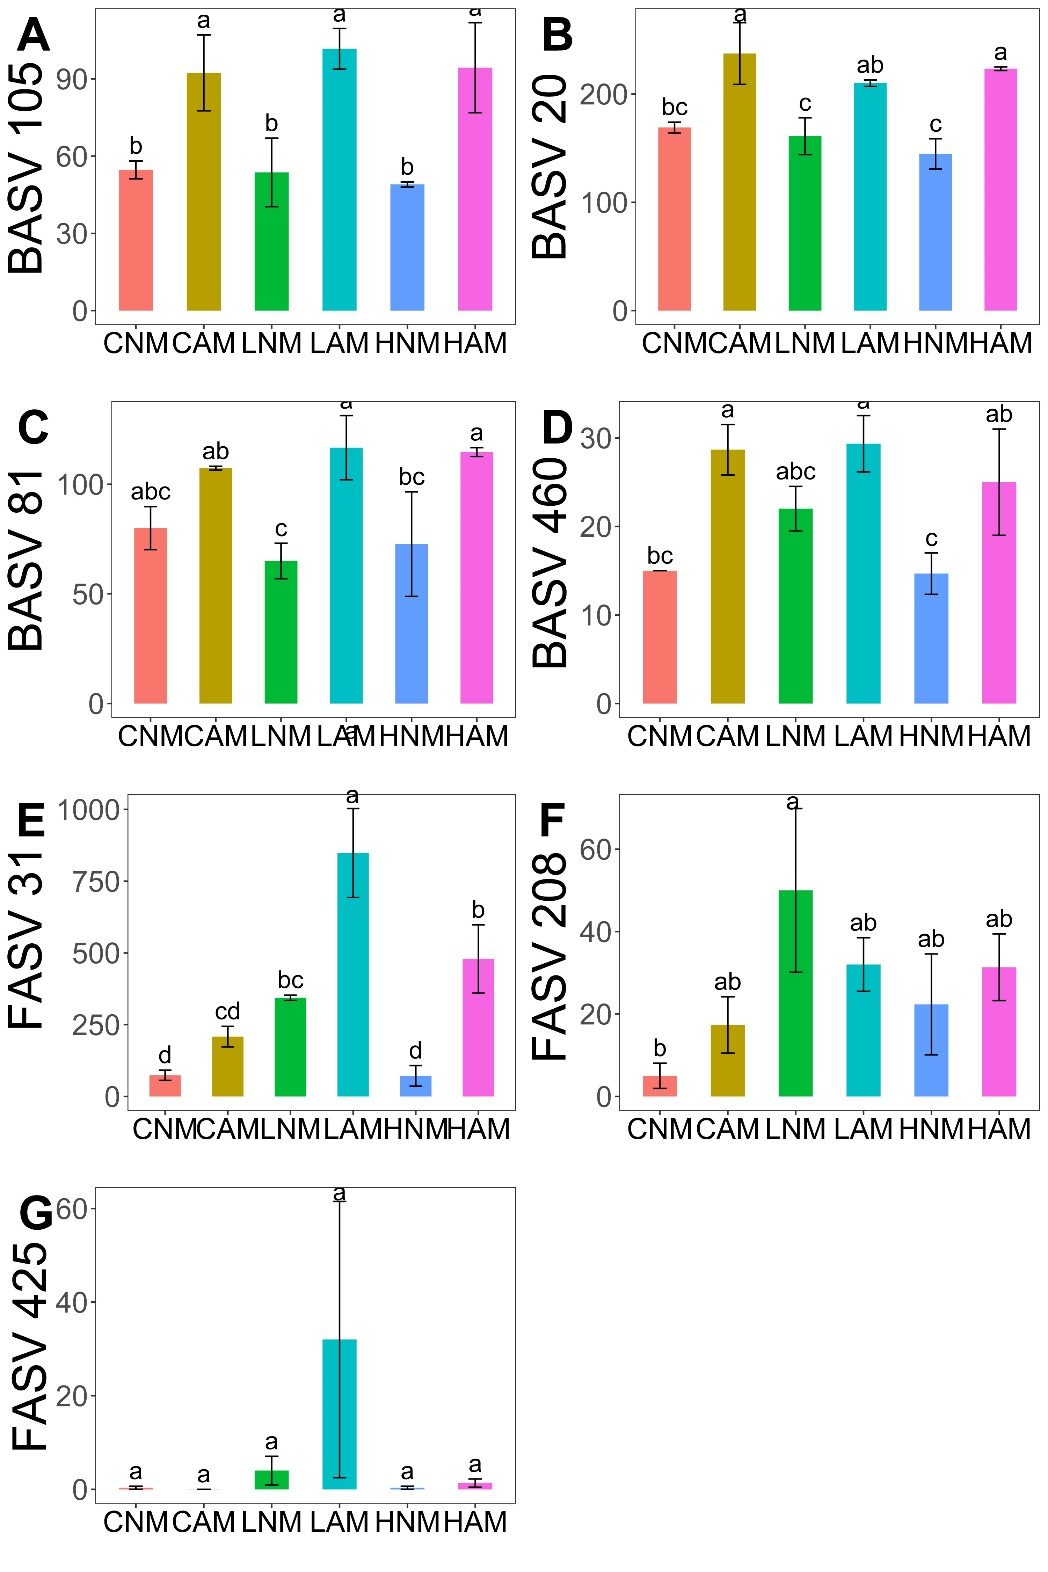 A
BASV 105
90
60
30
0
b
a
b
a
b
a
CNM CAM LNM LAM HNM HAM
B
BASV 20
200
100
0
bc
a
c
ab
c
a
CNM CAM LNM LAM HNM HAM
C
BASV 81
100
50
0
abc
ab
c
a
bc
a
CNM CAM LNM LAM HNM HAM
a
D
BASV 460
30
20
10
0
bc
a
abc
a
c
ab
CNM CAM LNM LAM HNM HAM
E
FASV 31
1000
750
500
250
0
d
cd
bc
a
d
b
CNM CAM LNM LAM HNM HAM
F
FASV 208
60
40
20
0
b
ab
a
ab
ab
ab
CNM CAM LNM LAM HNM HAM
G
FASV 425
60
40
20
0
a
a
a
a
a
a
CNM CAM LNM LAM HNM HAM